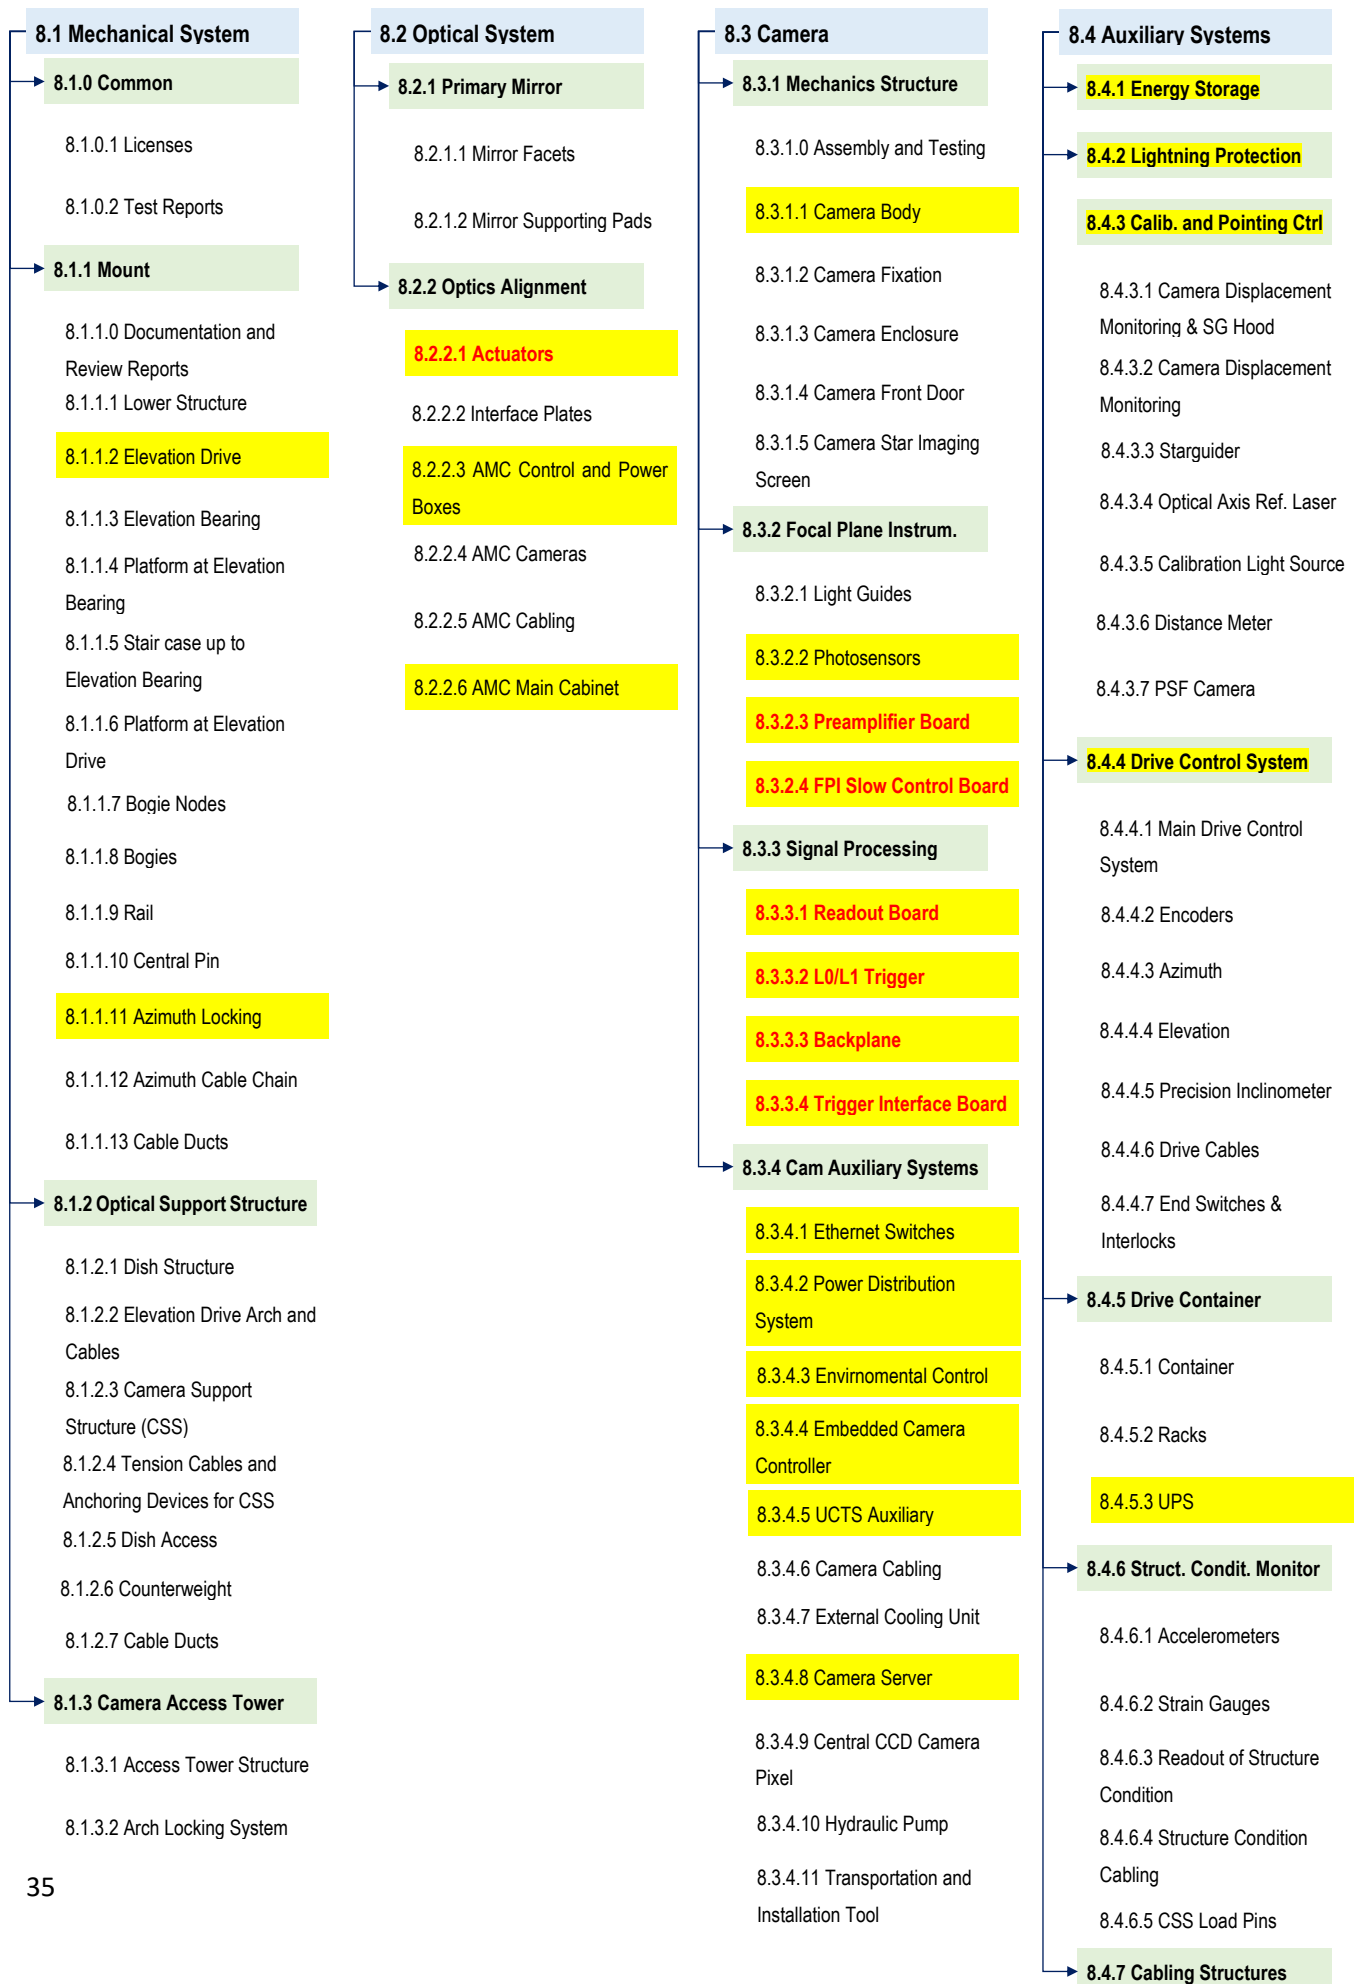 8.1 Mechanical System
8.1.0 Common
8.1.0.1 Licenses
8.1.0.2 Test Reports
8.1.1 Mount
8.1.1.0 Documentation and
Review Reports
8.1.1.1 Lower Structure
8.1.1.2 Elevation Drive
8.1.1.3 Elevation Bearing
8.1.1.4 Platform at Elevation
Bearing
8.1.1.5 Stair case up to
Elevation Bearing
8.1.1.6 Platform at Elevation
Drive
8.1.1.7 Bogie Nodes
8.1.1.8 Bogies
8.1.1.9 Rail
8.1.1.10 Central Pin
8.1.1.11 Azimuth Locking
8.1.1.12 Azimuth Cable Chain
8.1.1.13 Cable Ducts
8.1.2 Optical Support Structure
8.1.2.1 Dish Structure
8.1.2.2 Elevation Drive Arch and
Cables
8.1.2.3 Camera Support
Structure (CSS)
8.1.2.4 Tension Cables and
Anchoring Devices for CSS
8.1.2.5 Dish Access
8.1.2.6 Counterweight
8.1.2.7 Cable Ducts
8.1.3 Camera Access Tower
8.1.3.1 Access Tower Structure
8.1.3.2 Arch Locking System
8.2 Optical System
8.2.1 Primary Mirror
8.2.1.1 Mirror Facets
8.2.1.2 Mirror Supporting Pads
8.2.2 Optics Alignment
8.2.2.1 Actuators
8.2.2.2 Interface Plates
8.2.2.3 AMC Control and Power
Boxes
8.2.2.4 AMC Cameras
8.2.2.5 AMC Cabling
8.2.2.6 AMC Main Cabinet
8.3 Camera
8.3.1 Mechanics Structure
8.3.1.0 Assembly and Testing
8.3.1.1 Camera Body
8.3.1.2 Camera Fixation
8.3.1.3 Camera Enclosure
8.3.1.4 Camera Front Door
8.3.1.5 Camera Star Imaging
Screen
8.3.2 Focal Plane Instrum.
8.3.2.1 Light Guides
8.3.2.2 Photosensors
8.3.2.3 Preamplifier Board
8.3.2.4 FPI Slow Control Board
8.3.3 Signal Processing
8.3.3.1 Readout Board
8.3.3.2 L0/L1 Trigger
8.3.3.3 Backplane
8.3.3.4 Trigger Interface Board
8.3.4 Cam Auxiliary Systems
8.3.4.1 Ethernet Switches
8.3.4.2 Power Distribution
System
8.3.4.3 Envirnomental Control
8.3.4.4 Embedded Camera
Controller
8.3.4.5 UCTS Auxiliary
8.3.4.6 Camera Cabling
8.3.4.7 External Cooling Unit
8.3.4.8 Camera Server
8.3.4.9 Central CCD Camera
Pixel
8.3.4.10 Hydraulic Pump
8.3.4.11 Transportation and
Installation Tool
8.4 Auxiliary Systems
8.4.1 Energy Storage
8.4.2 Lightning Protection
8.4.3 Calib. and Pointing Ctrl
8.4.3.1 Camera Displacement
Monitoring & SG Hood
8.4.3.2 Camera Displacement
Monitoring
8.4.3.3 Starguider
8.4.3.4 Optical Axis Ref. Laser
8.4.3.5 Calibration Light Source
8.4.3.6 Distance Meter
8.4.3.7 PSF Camera
8.4.4 Drive Control System
8.4.4.1 Main Drive Control
System
8.4.4.2 Encoders
8.4.4.3 Azimuth
8.4.4.4 Elevation
8.4.4.5 Precision Inclinometer
8.4.4.6 Drive Cables
8.4.4.7 End Switches &
Interlocks
8.4.5 Drive Container
8.4.5.1 Container
8.4.5.2 Racks
8.4.5.3 UPS
8.4.6 Struct. Condit. Monitor
8.4.6.1 Accelerometers
8.4.6.2 Strain Gauges
8.4.6.3 Readout of Structure
Condition
8.4.6.4 Structure Condition
Cabling
8.4.6.5 CSS Load Pins
8.4.7 Cabling Structures
35